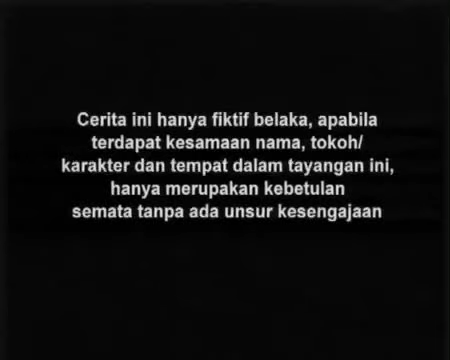 Cerita ini hanya fiktif belaka, apabila
terdapat kesamaan nama, tokoh/
karakter dan tempat dalam tayangan ini,
hanya merupakan kebetulan
semata tanpa ada unsur kesengajaan